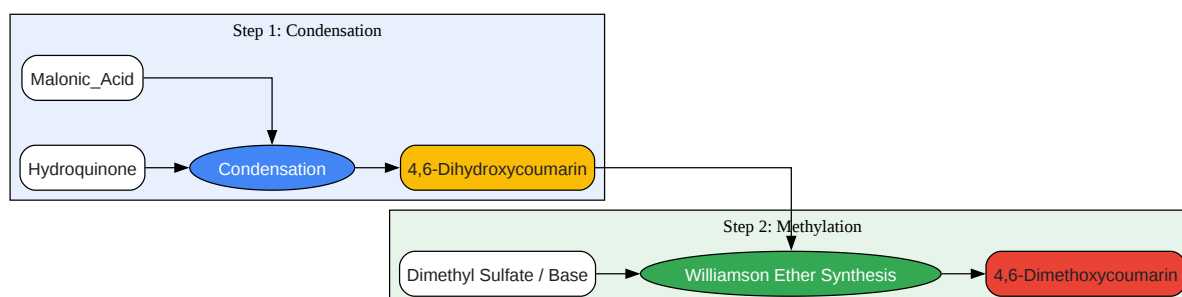 Step 1: Condensation
Malonic_Acid
Hydroquinone
Condensation
4,6-Dihydroxycoumarin
Step 2: Methylation
Dimethyl Sulfate / Base
Williamson Ether Synthesis
4,6-Dimethoxycoumarin